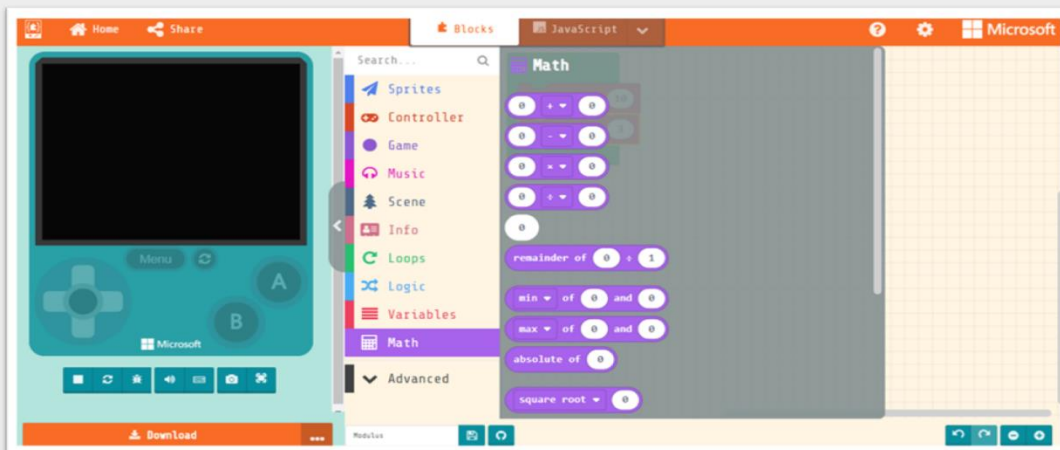 Home Share Blocks JavaScript Microsoft
Search...
Sprites
Controller
Game
Music
Scene
Info
Loops
Logic
Variables
Math
Advanced
Math
0 + 0
0 - 0
0 × 0
0 ÷ 0
0
remainder of 0 ÷ 1
min of 0 and 0
max of 0 and 0
absolute of 0
square root 0
Menu
A
B
Microsoft
Download
Modulus